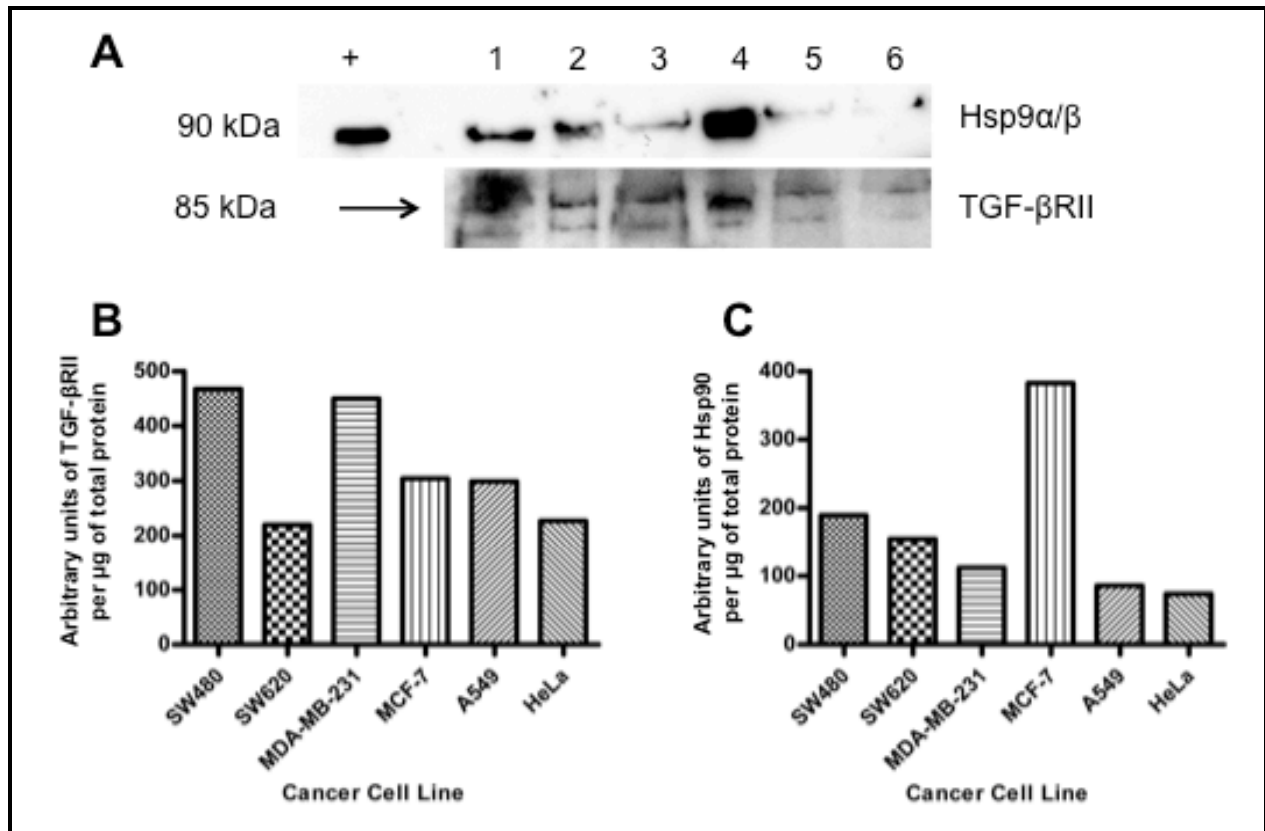 A
+ 1 2 3 4 5 6
90 kDa Hsp9α/β
85 kDa TGF-βRII
B
Arbitrary units of TGF-βRII
per µg of total protein
500
400
300
200
100
0
SW480
SW620
MDA-MB-231
MCF-7
A549
HeLa
Cancer Cell Line
C
Arbitrary units of Hsp90
per µg of total protein
400
300
200
100
0
SW480
SW620
MDA-MB-231
MCF-7
A549
HeLa
Cancer Cell Line